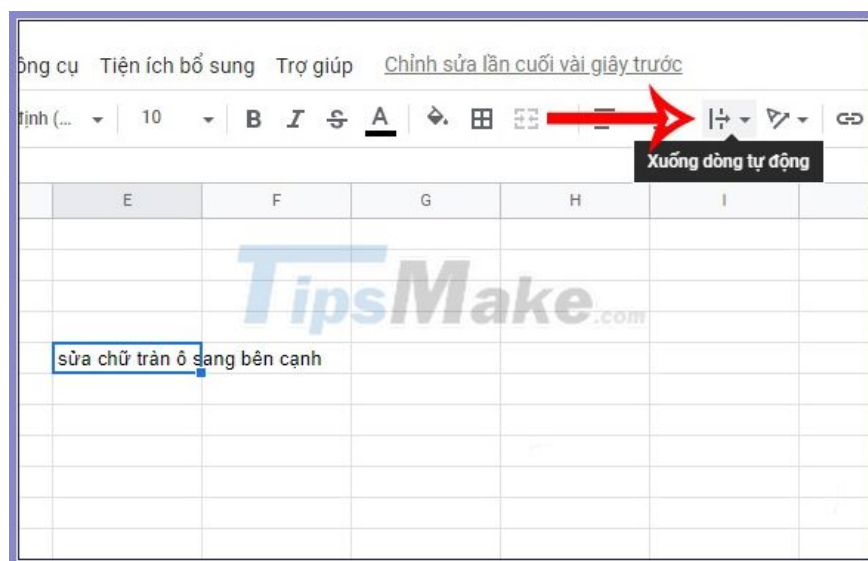 ông cụ Tiện ích bổ sung Trợ giúp Chỉnh sửa lần cuối vài giây trước
định (... 10 B I S A
Xuống dòng tự động
E F G H I
TipsMake.com
sửa chữ tràn ô sang bên cạnh